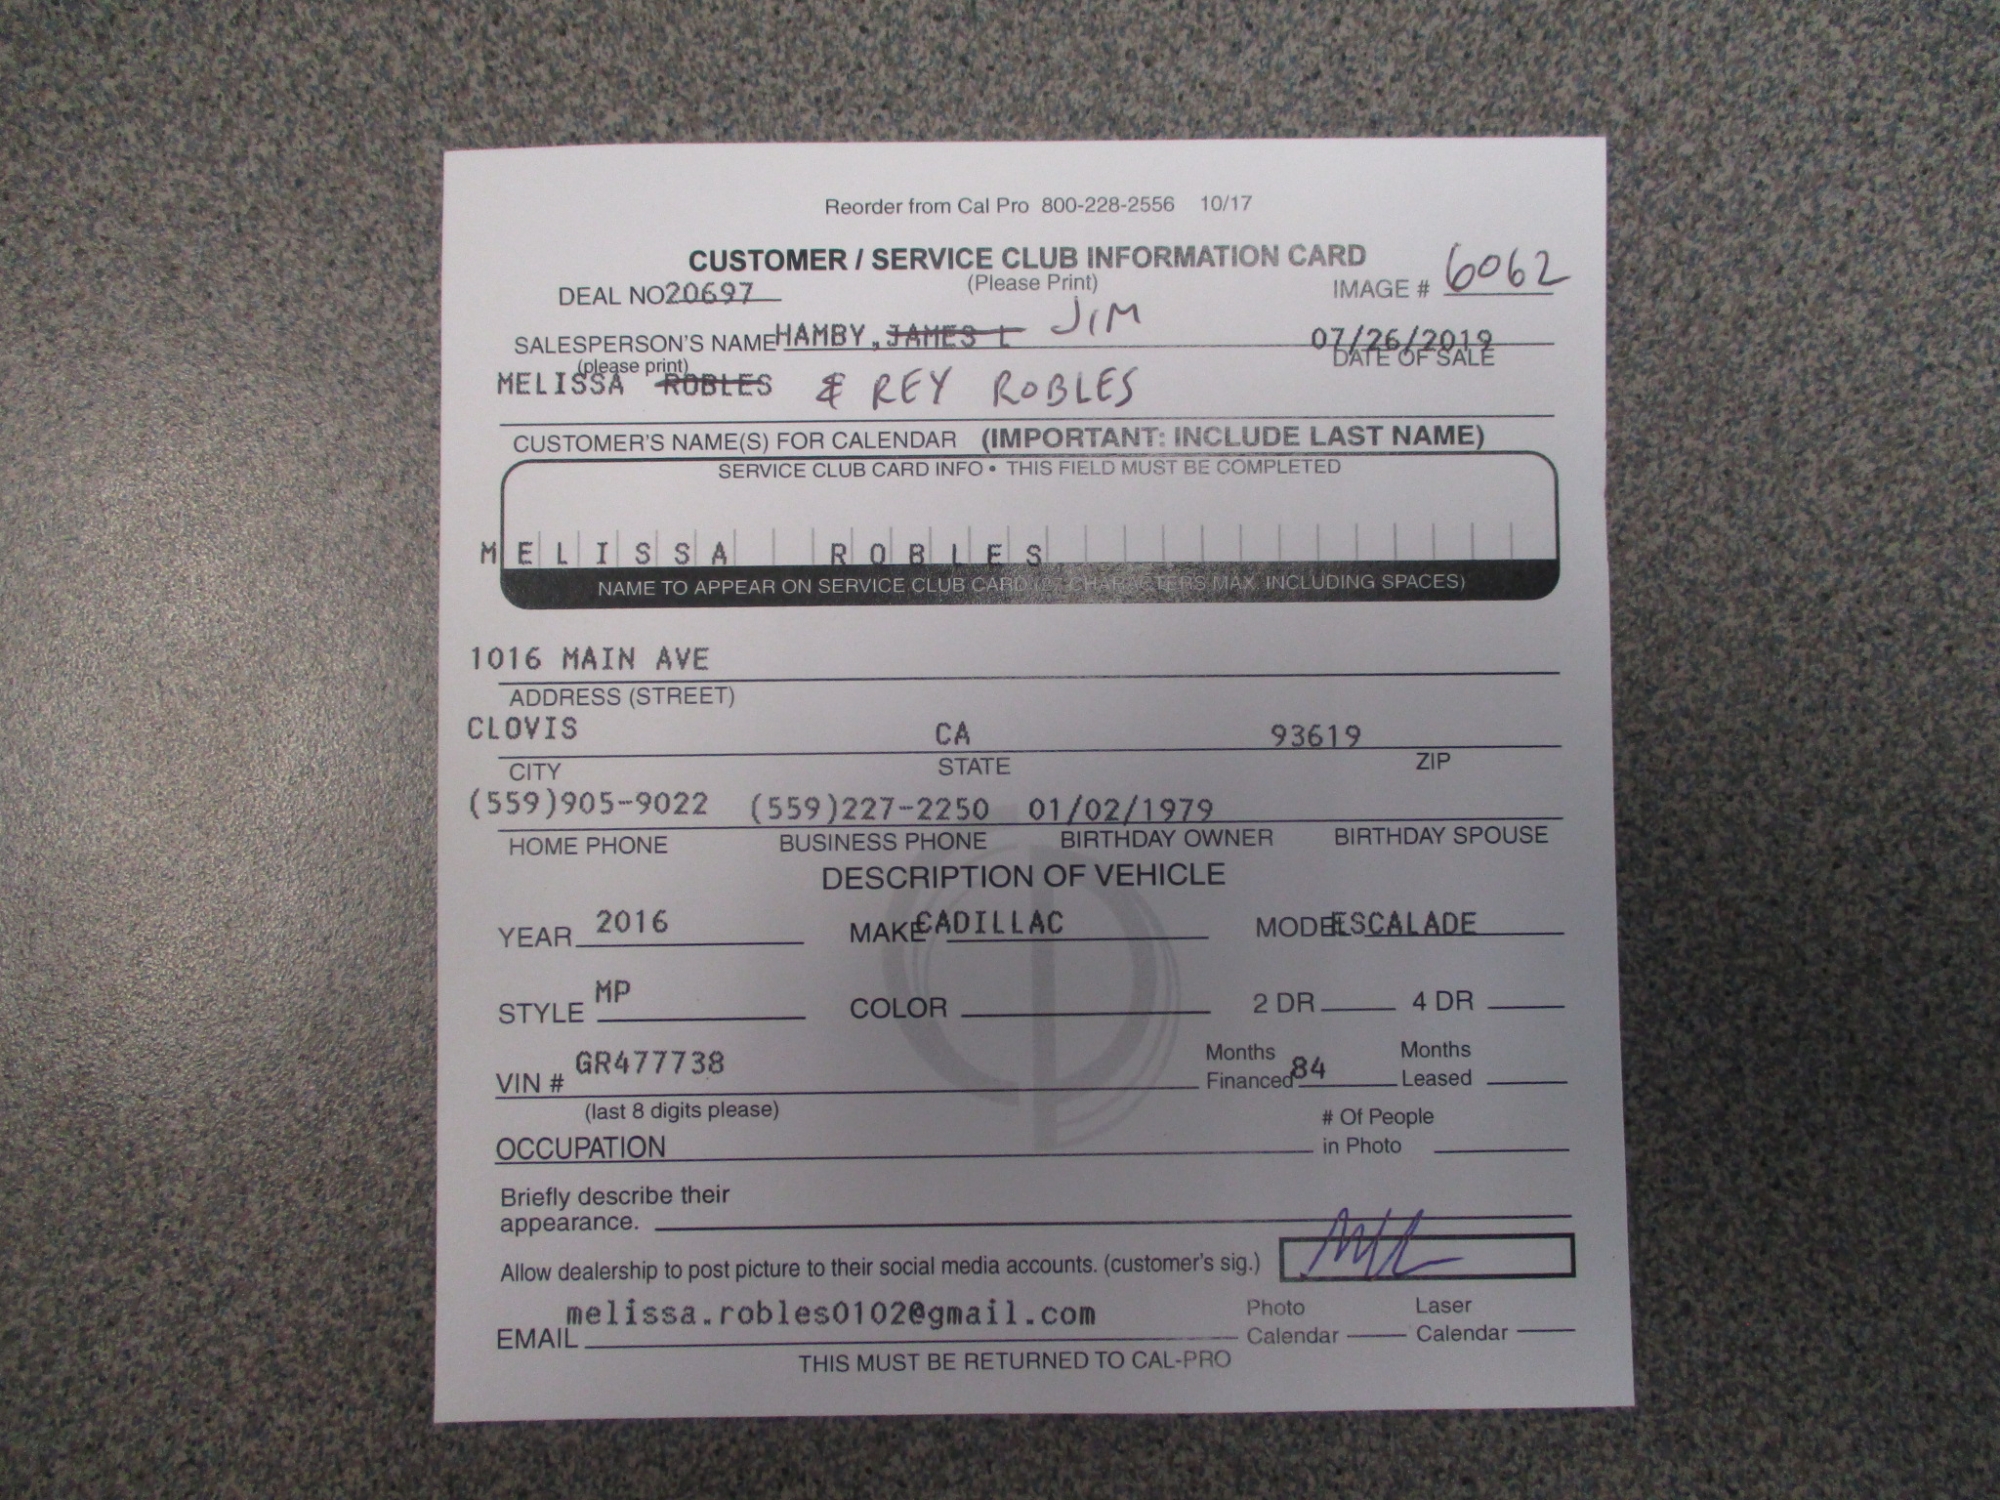 Reorder from Cal Pro 800-228-2556 10/17
CUSTOMER / SERVICE CLUB INFORMATION CARD
(Please Print)
DEAL NO 20697 IMAGE # 6062
SALESPERSON'S NAME HAMBY, JAMES L JIM 07/26/2019
(please print) DATE OF SALE
MELISSA ROBLES & REY ROBLES
CUSTOMER'S NAME(S) FOR CALENDAR (IMPORTANT: INCLUDE LAST NAME)
SERVICE CLUB CARD INFO • THIS FIELD MUST BE COMPLETED
MELISSA ROBLES
NAME TO APPEAR ON SERVICE CLUB CARD CHARACTERS MAX. INCLUDING SPACES)
1016 MAIN AVE
ADDRESS (STREET)
CLOVIS CA 93619
CITY STATE ZIP
(559)905-9022 (559)227-2250 01/02/1979
HOME PHONE BUSINESS PHONE BIRTHDAY OWNER BIRTHDAY SPOUSE
DESCRIPTION OF VEHICLE
YEAR 2016 MAKE CADILLAC MODEL ESCALADE
STYLE MP COLOR 2 DR 4 DR
VIN # GR477738 Months Financed 84 Months Leased
(last 8 digits please)
OCCUPATION # Of People in Photo
Briefly describe their
appearance.
Allow dealership to post picture to their social media accounts. (customer's sig.)
EMAIL melissa.robles0102@gmail.com Photo Calendar Laser Calendar
THIS MUST BE RETURNED TO CAL-PRO